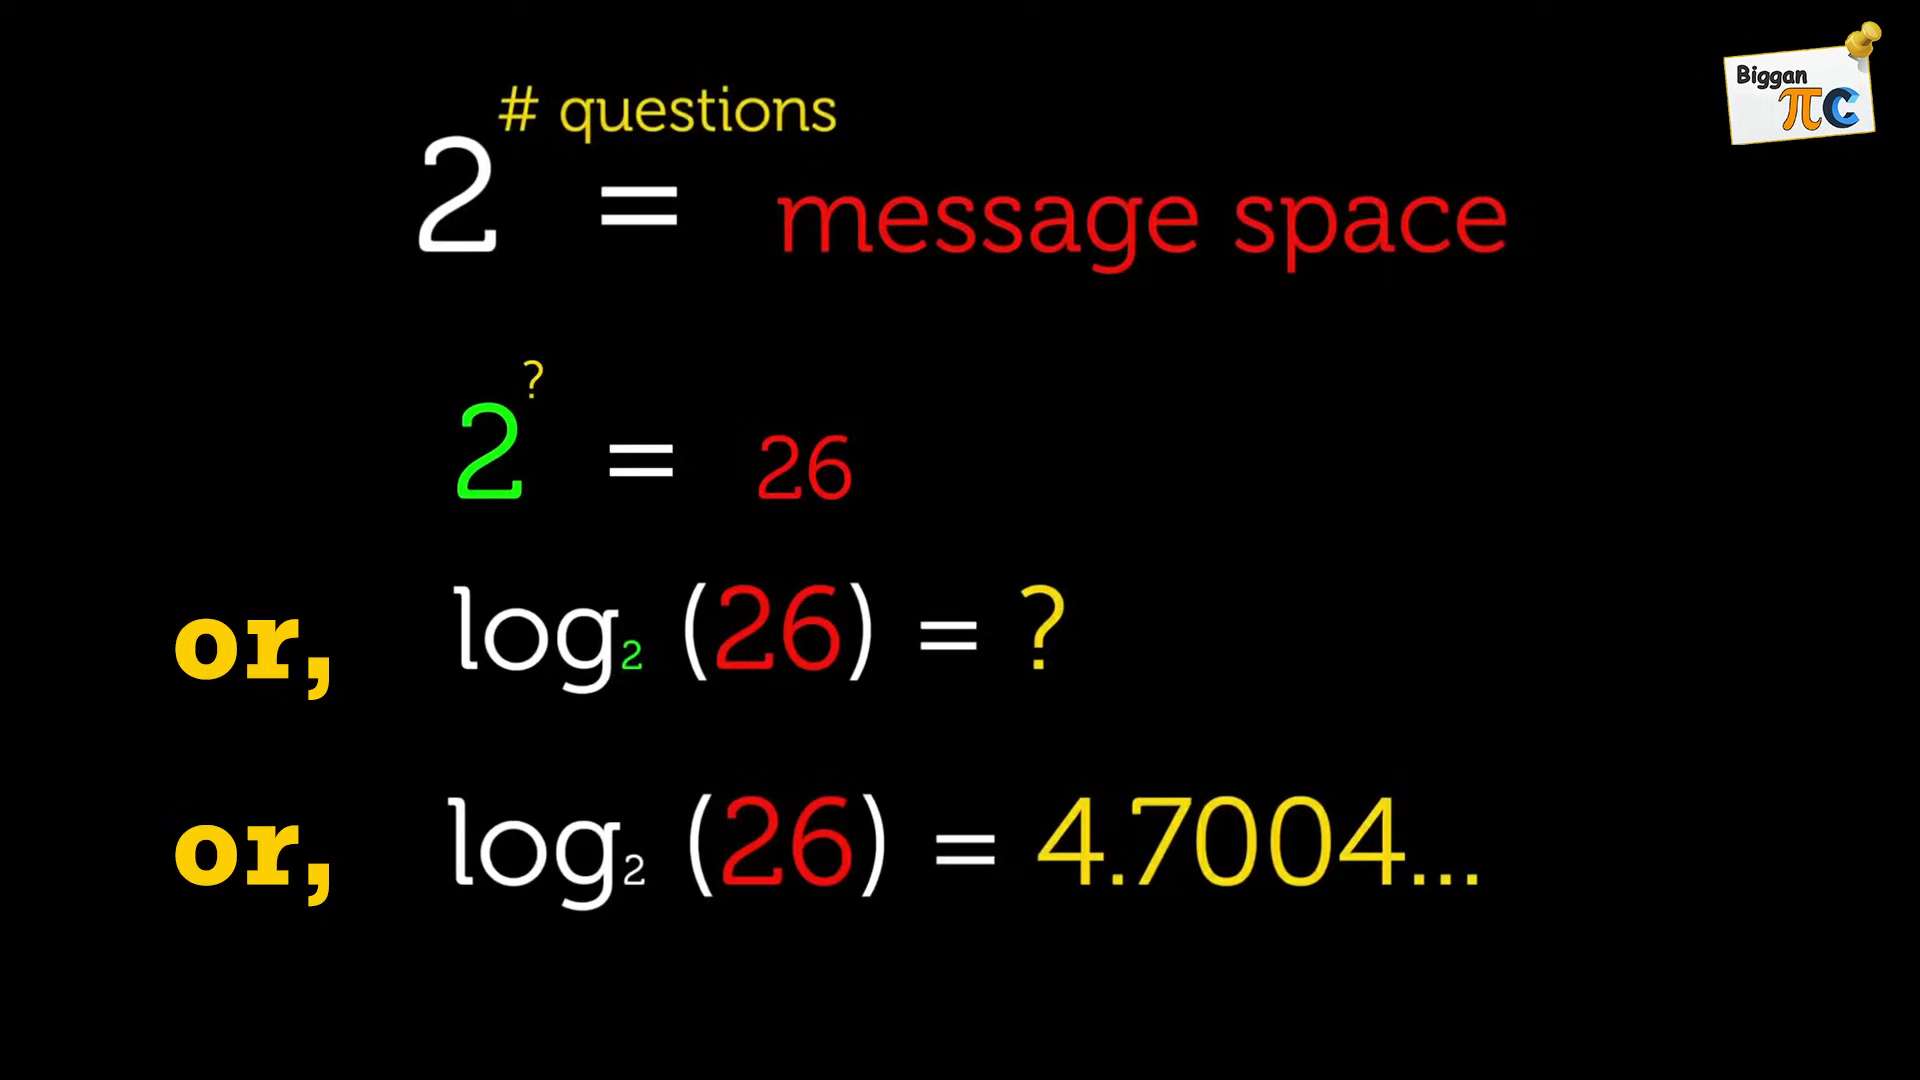 2^# questions = message space
2^? = 26
or, log₂ (26) = ?
or, log₂ (26) = 4.7004...
Biggan
πC